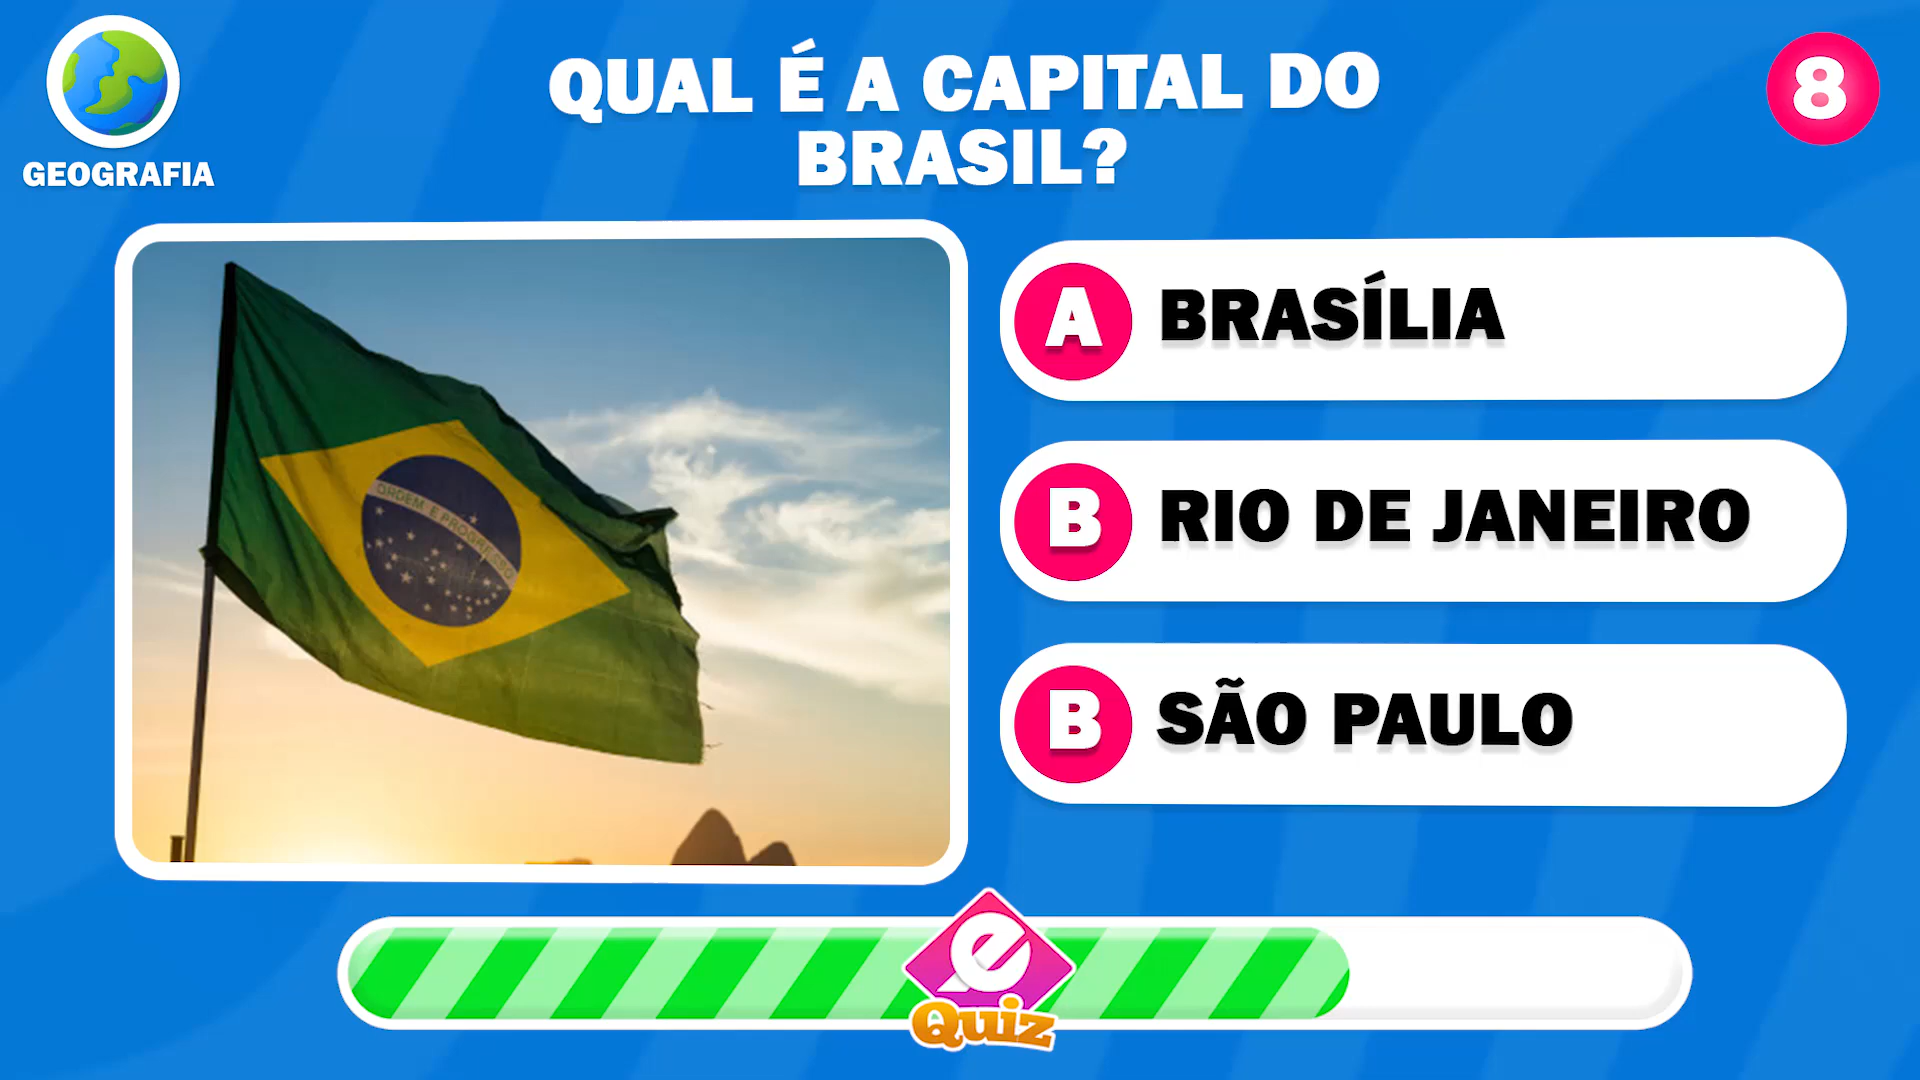 QUAL É A CAPITAL DO
BRASIL?
8
GEOGRAFIA
A BRASÍLIA
B RIO DE JANEIRO
B SÃO PAULO
ORDEM E PROGRESSO
e
Quiz